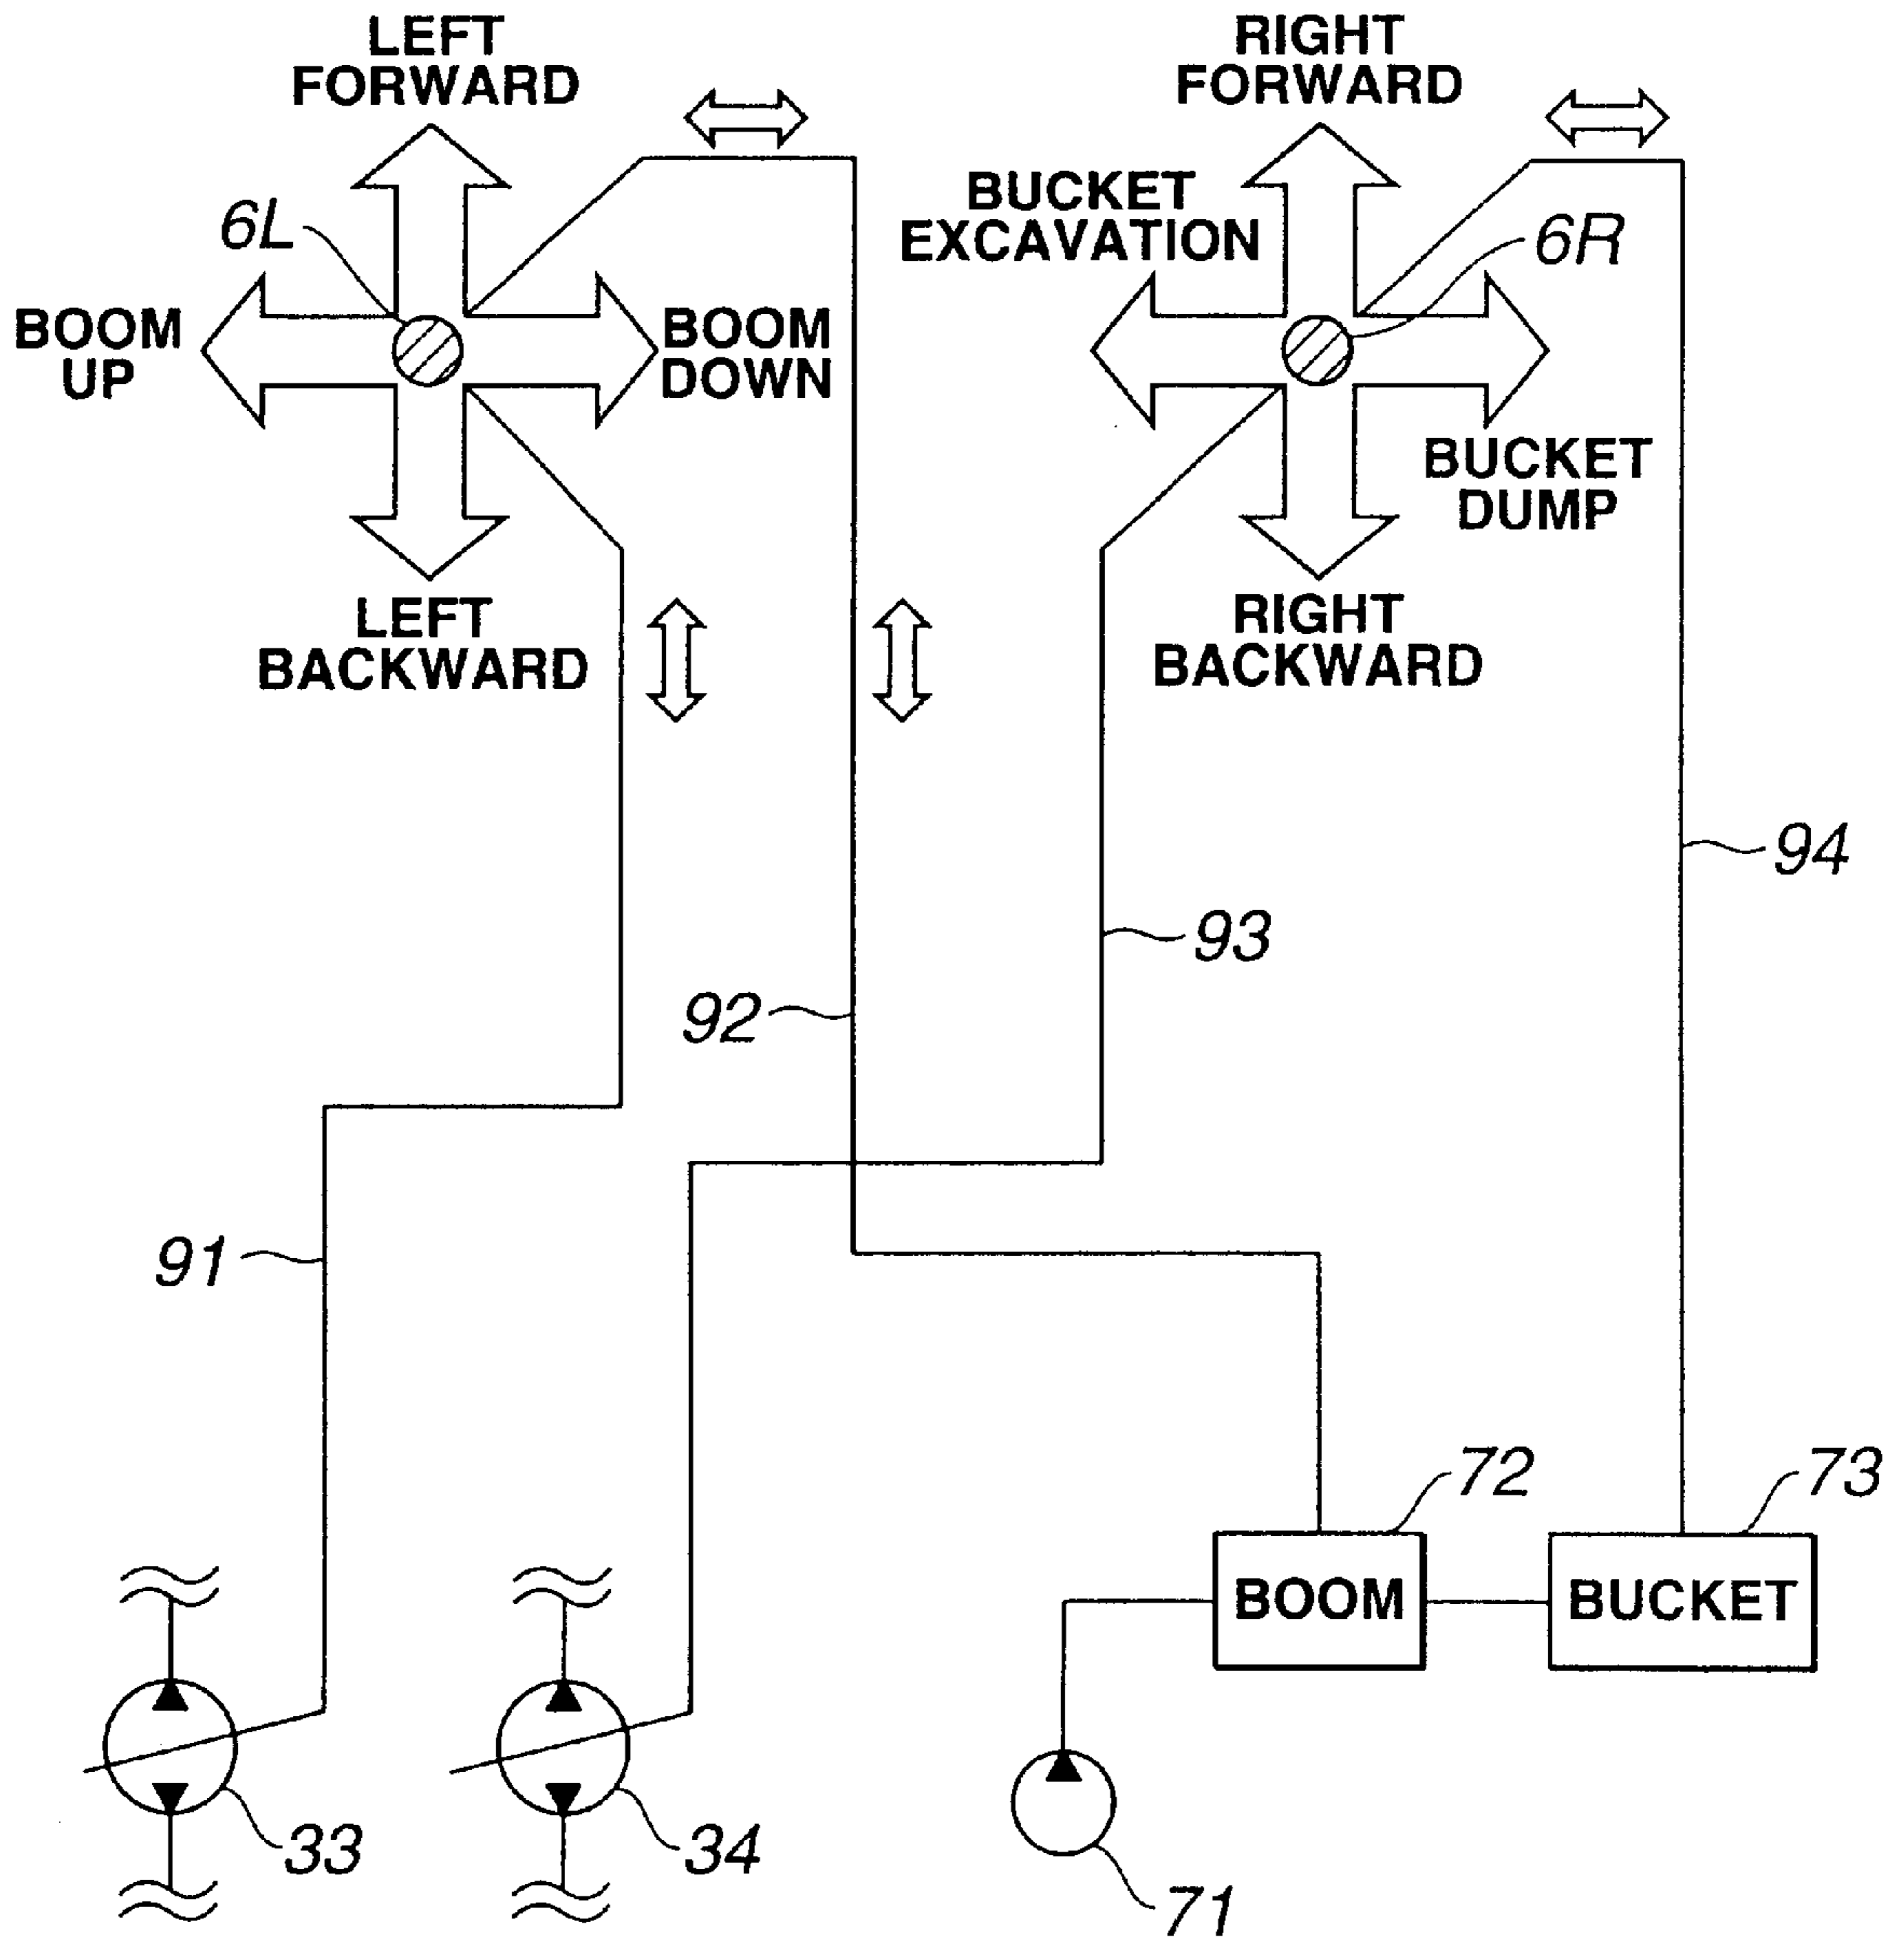 LEFT
FORWARD
RIGHT
FORWARD
6L
BUCKET
EXCAVATION
6R
BOOM
UP
BOOM
DOWN
BUCKET
DUMP
LEFT
BACKWARD
RIGHT
BACKWARD
94
93
92
91
72
73
BOOM
BUCKET
33
34
71